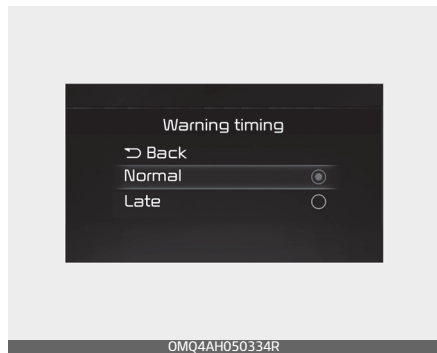 Warning timing
Back
Normal
Late
OMQ4AH050334R